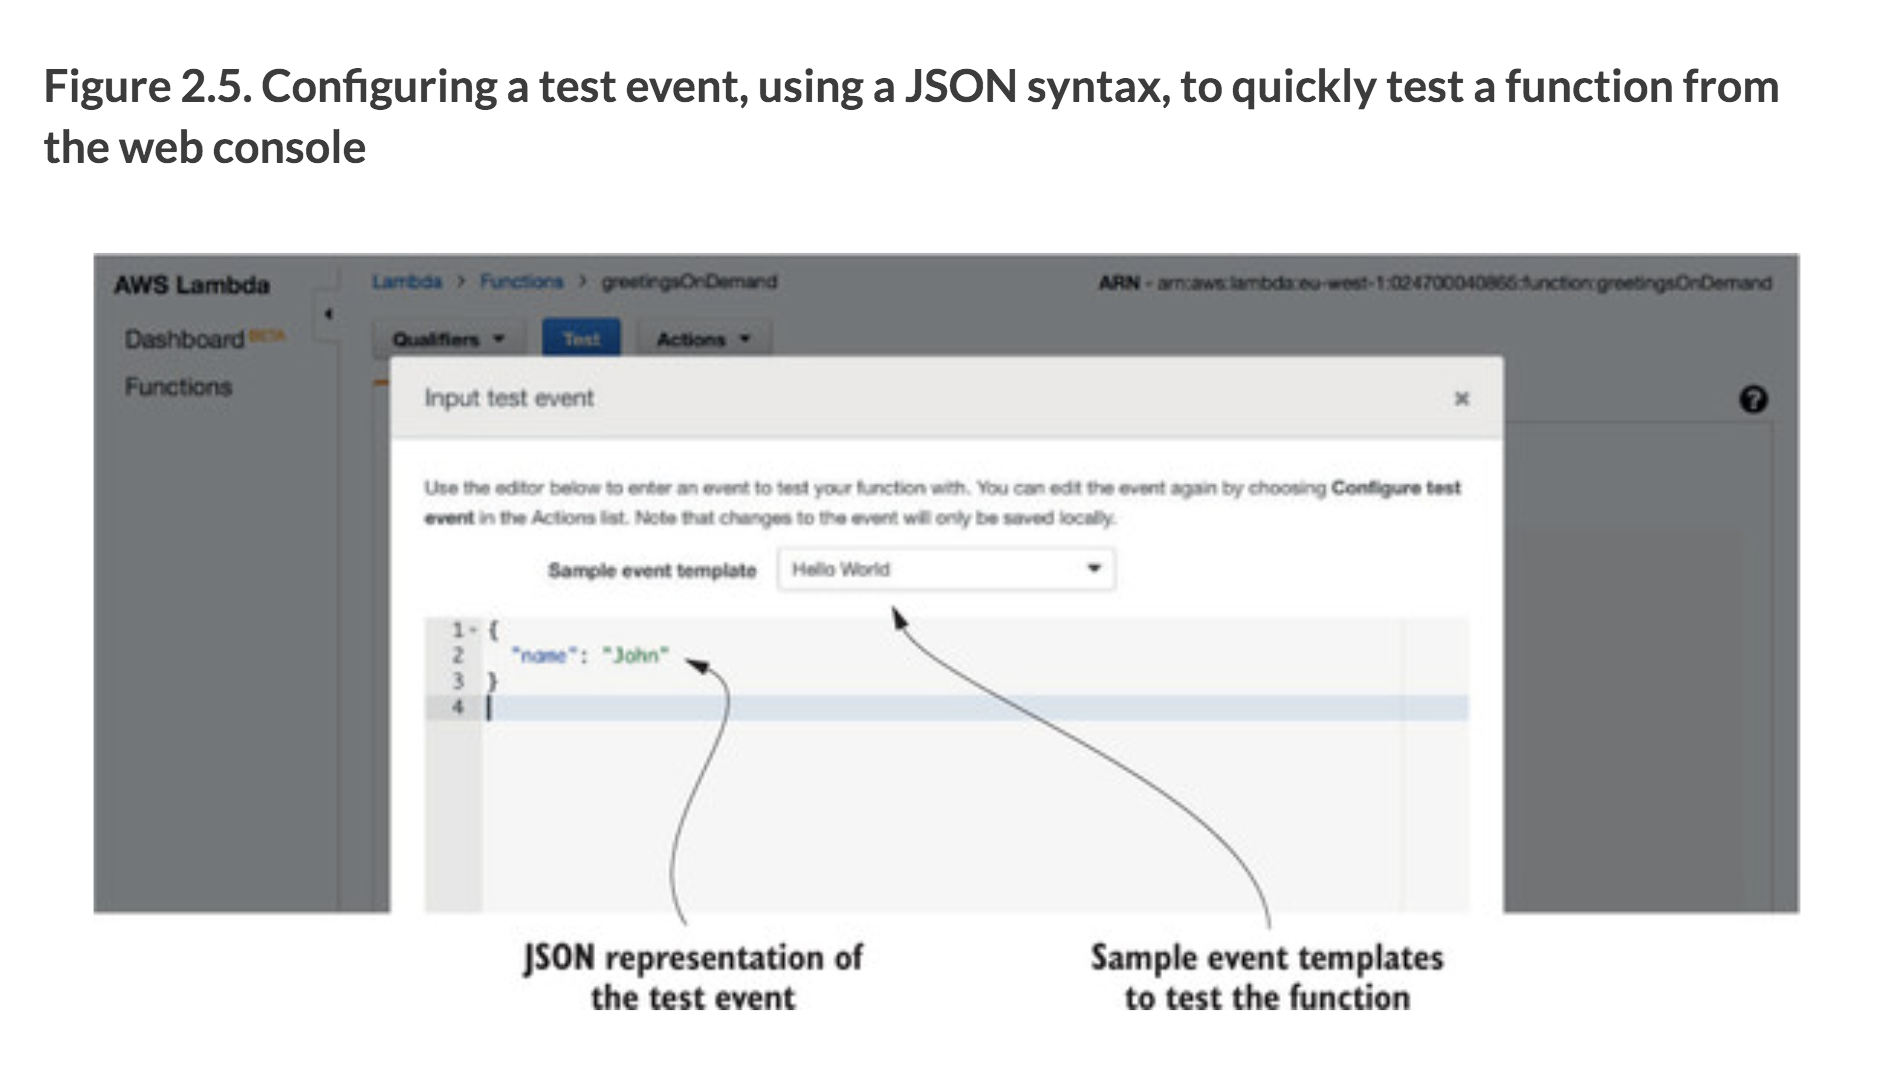 Figure 2.5. Configuring a test event, using a JSON syntax, to quickly test a function from
the web console
AWS Lambda
Dashboard BETA
Functions
Lambda > Functions > greetingsOnDemand
ARN - arn:aws:lambda:eu-west-1:024700040865:function:greetingsOnDemand
Qualifiers
Test
Actions
Input test event
Use the editor below to enter an event to test your function with. You can edit the event again by choosing Configure test
event in the Actions list. Note that changes to the event will only be saved locally.
Sample event template
Hello World
1 {
2 "name": "John"
3 }
4
JSON representation of
the test event
Sample event templates
to test the function